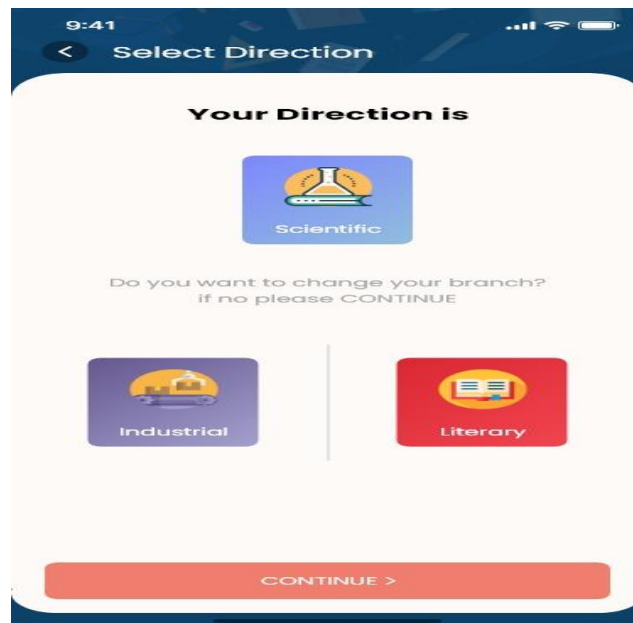 9:41
< Select Direction
Your Direction is
Scientific
Do you want to change your branch?
if no please CONTINUE
Industrial
Literary
CONTINUE >